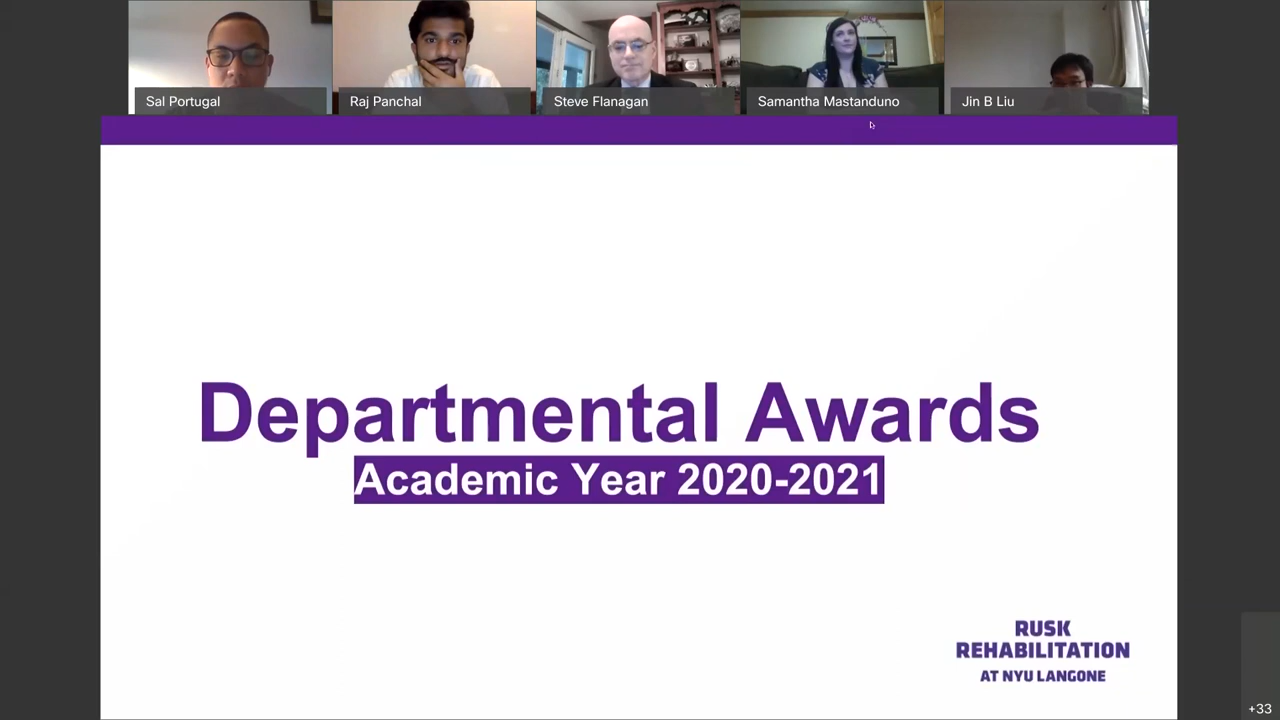 Sal Portugal
Raj Panchal
Steve Flanagan
Samantha Mastanduno
Jin B Liu
Departmental Awards
Academic Year 2020-2021
RUSK
REHABILITATION
AT NYU LANGONE
+33